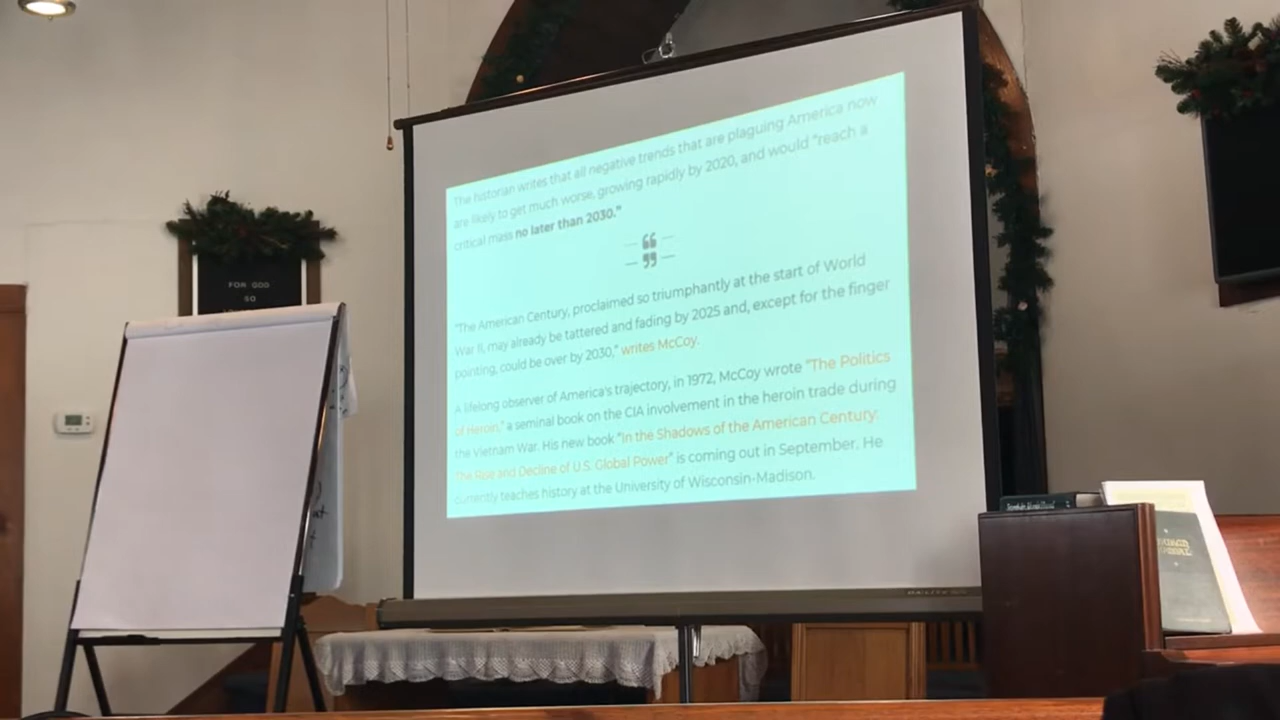 The historian writes that all negative trends that are plaguing America now
are likely to get much worse, growing rapidly by 2020, and would "reach a
critical mass no later than 2030."
"The American Century, proclaimed so triumphantly at the start of World
War II, may already be tattered and fading by 2025 and, except for the finger
pointing, could be over by 2030," writes McCoy.
A lifelong observer of America's trajectory, in 1972, McCoy wrote "The Politics
of Heroin," a seminal book on the CIA involvement in the heroin trade during
the Vietnam War. His new book "In the Shadows of the American Century:
The Rise and Decline of U.S. Global Power" is coming out in September. He
currently teaches history at the University of Wisconsin-Madison.
FOR GOD
SO